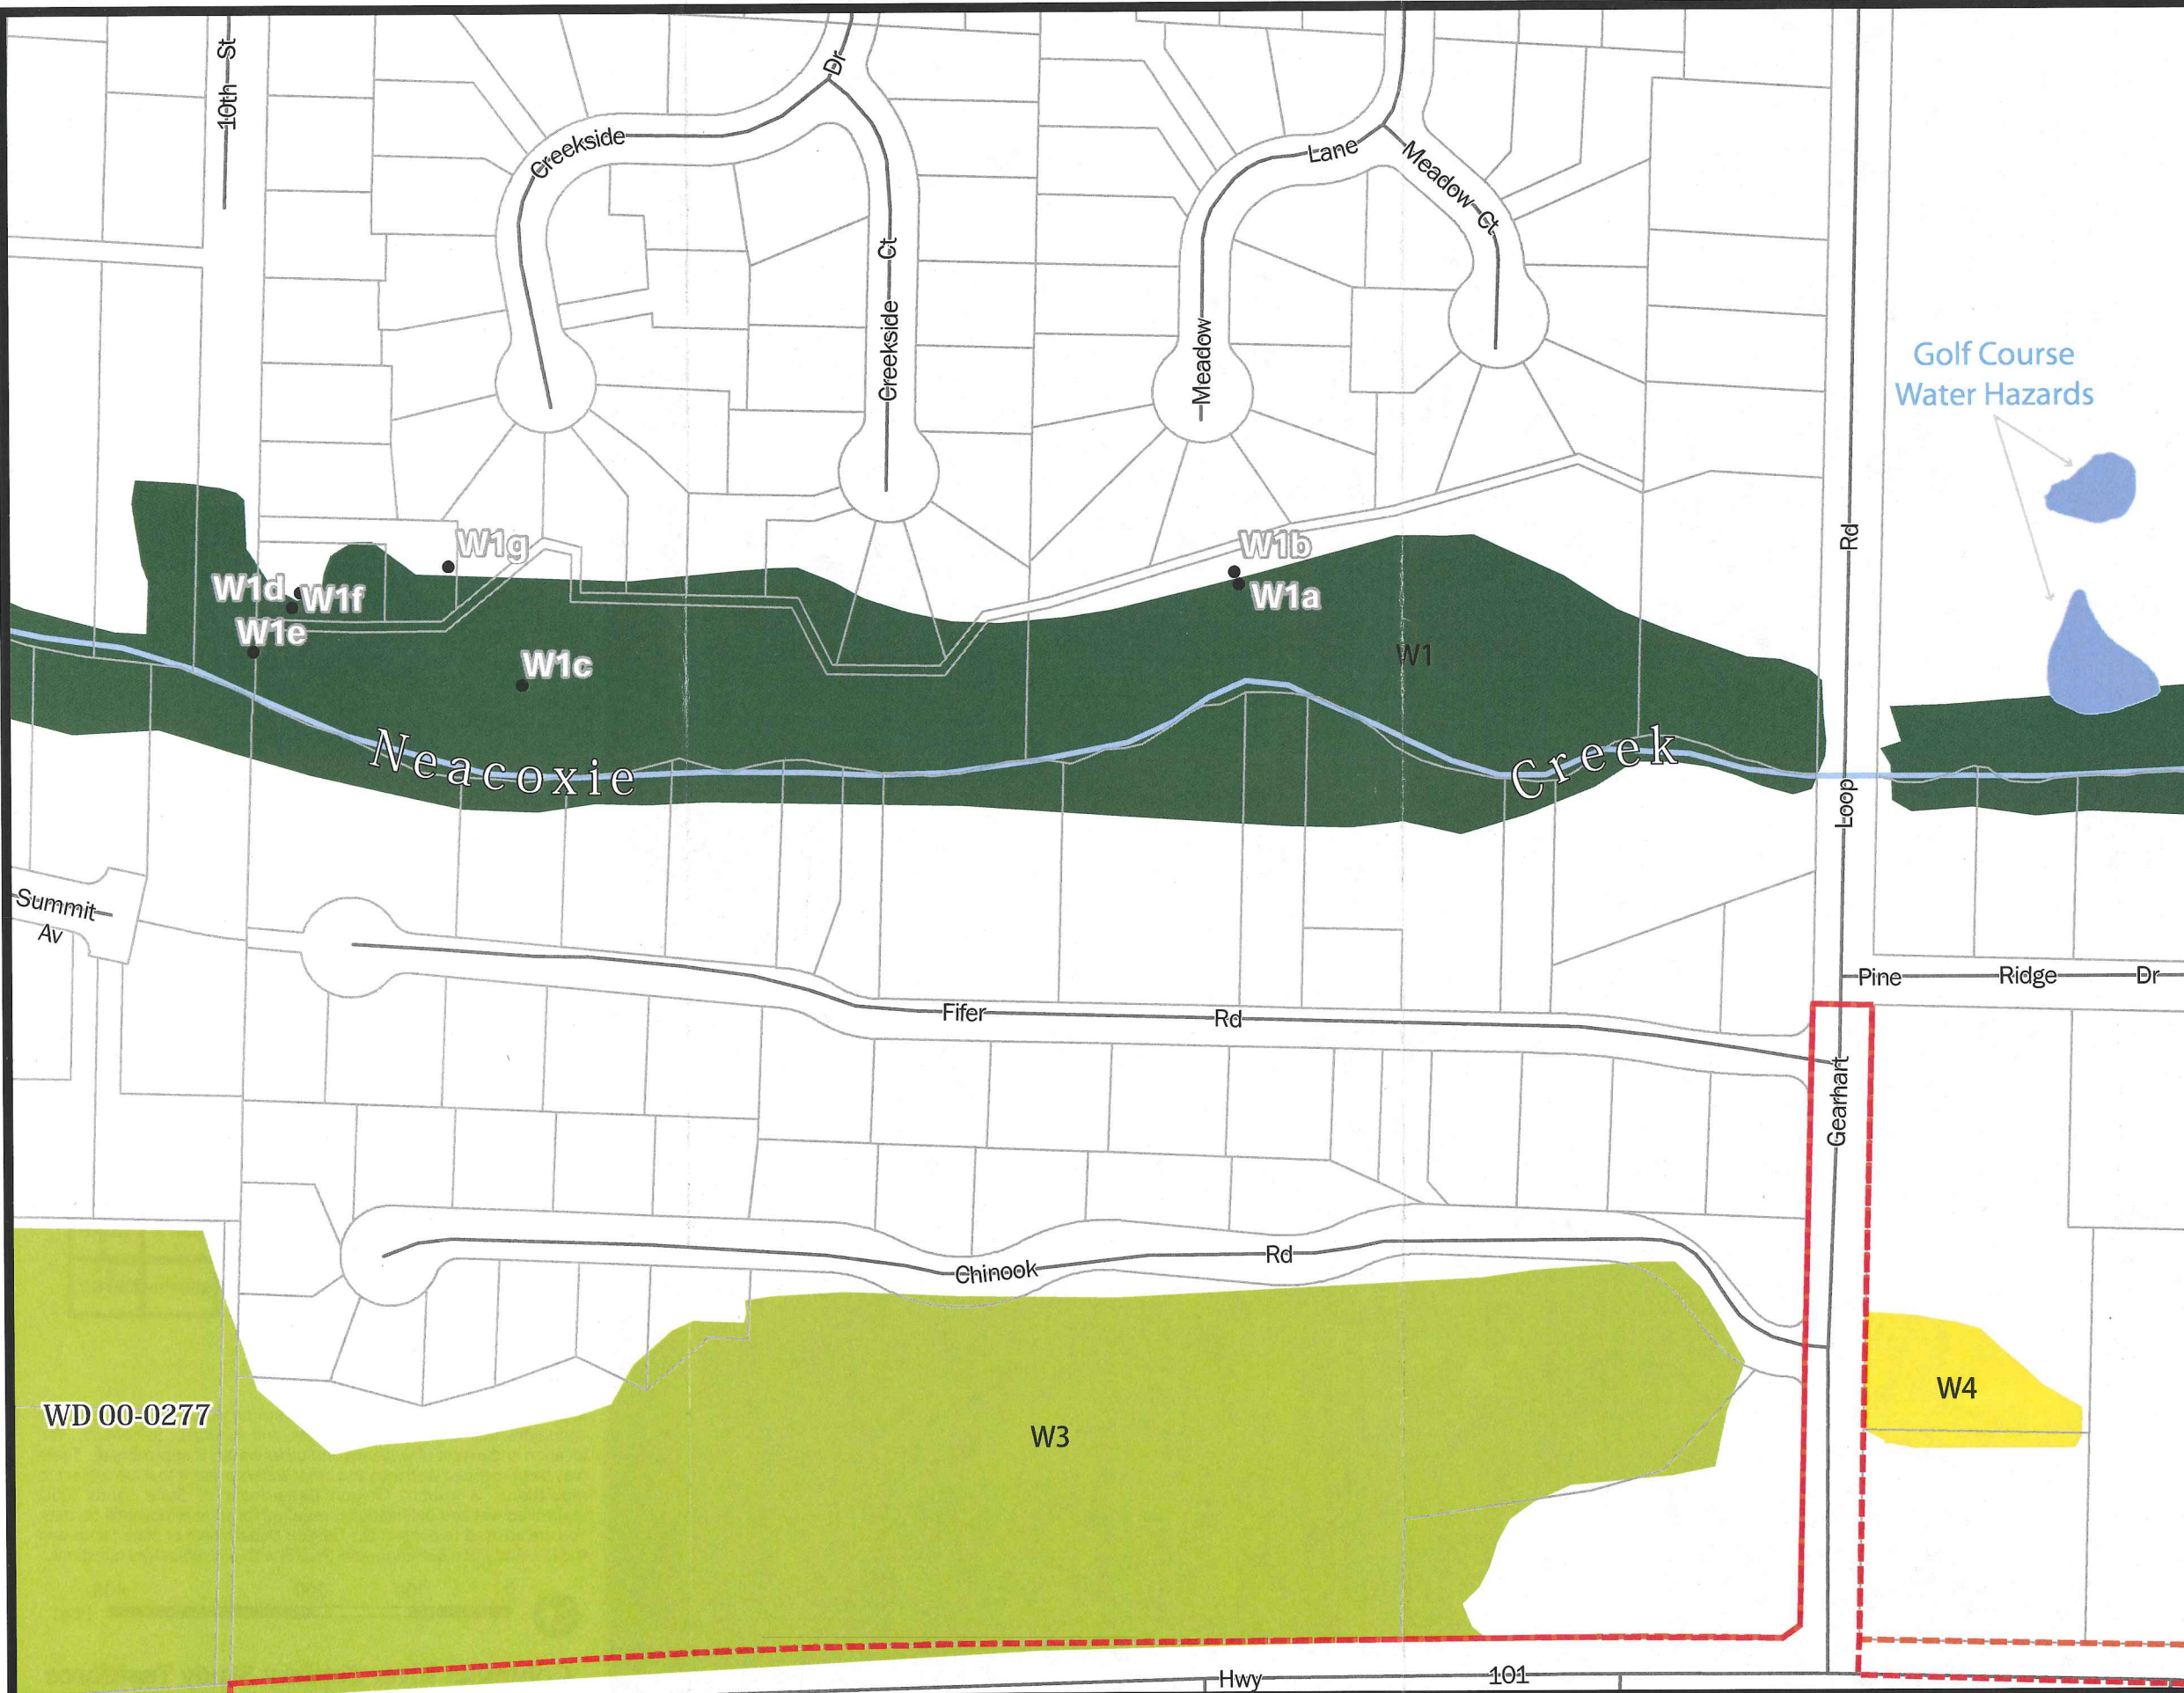 10th St
Dr
Creekside
Lane
Meadow Ct
Creekside Ct
Meadow
Golf Course
Water Hazards
Rd
W1g
W1b
W1d
W1f
W1a
W1e
W1c
W1
Neacoxie Creek
Loop
Summit
Av
Pine Ridge Dr
Fifer Rd
Gearhart
Chinook Rd
WD 00-0277
W3
W4
Hwy 101